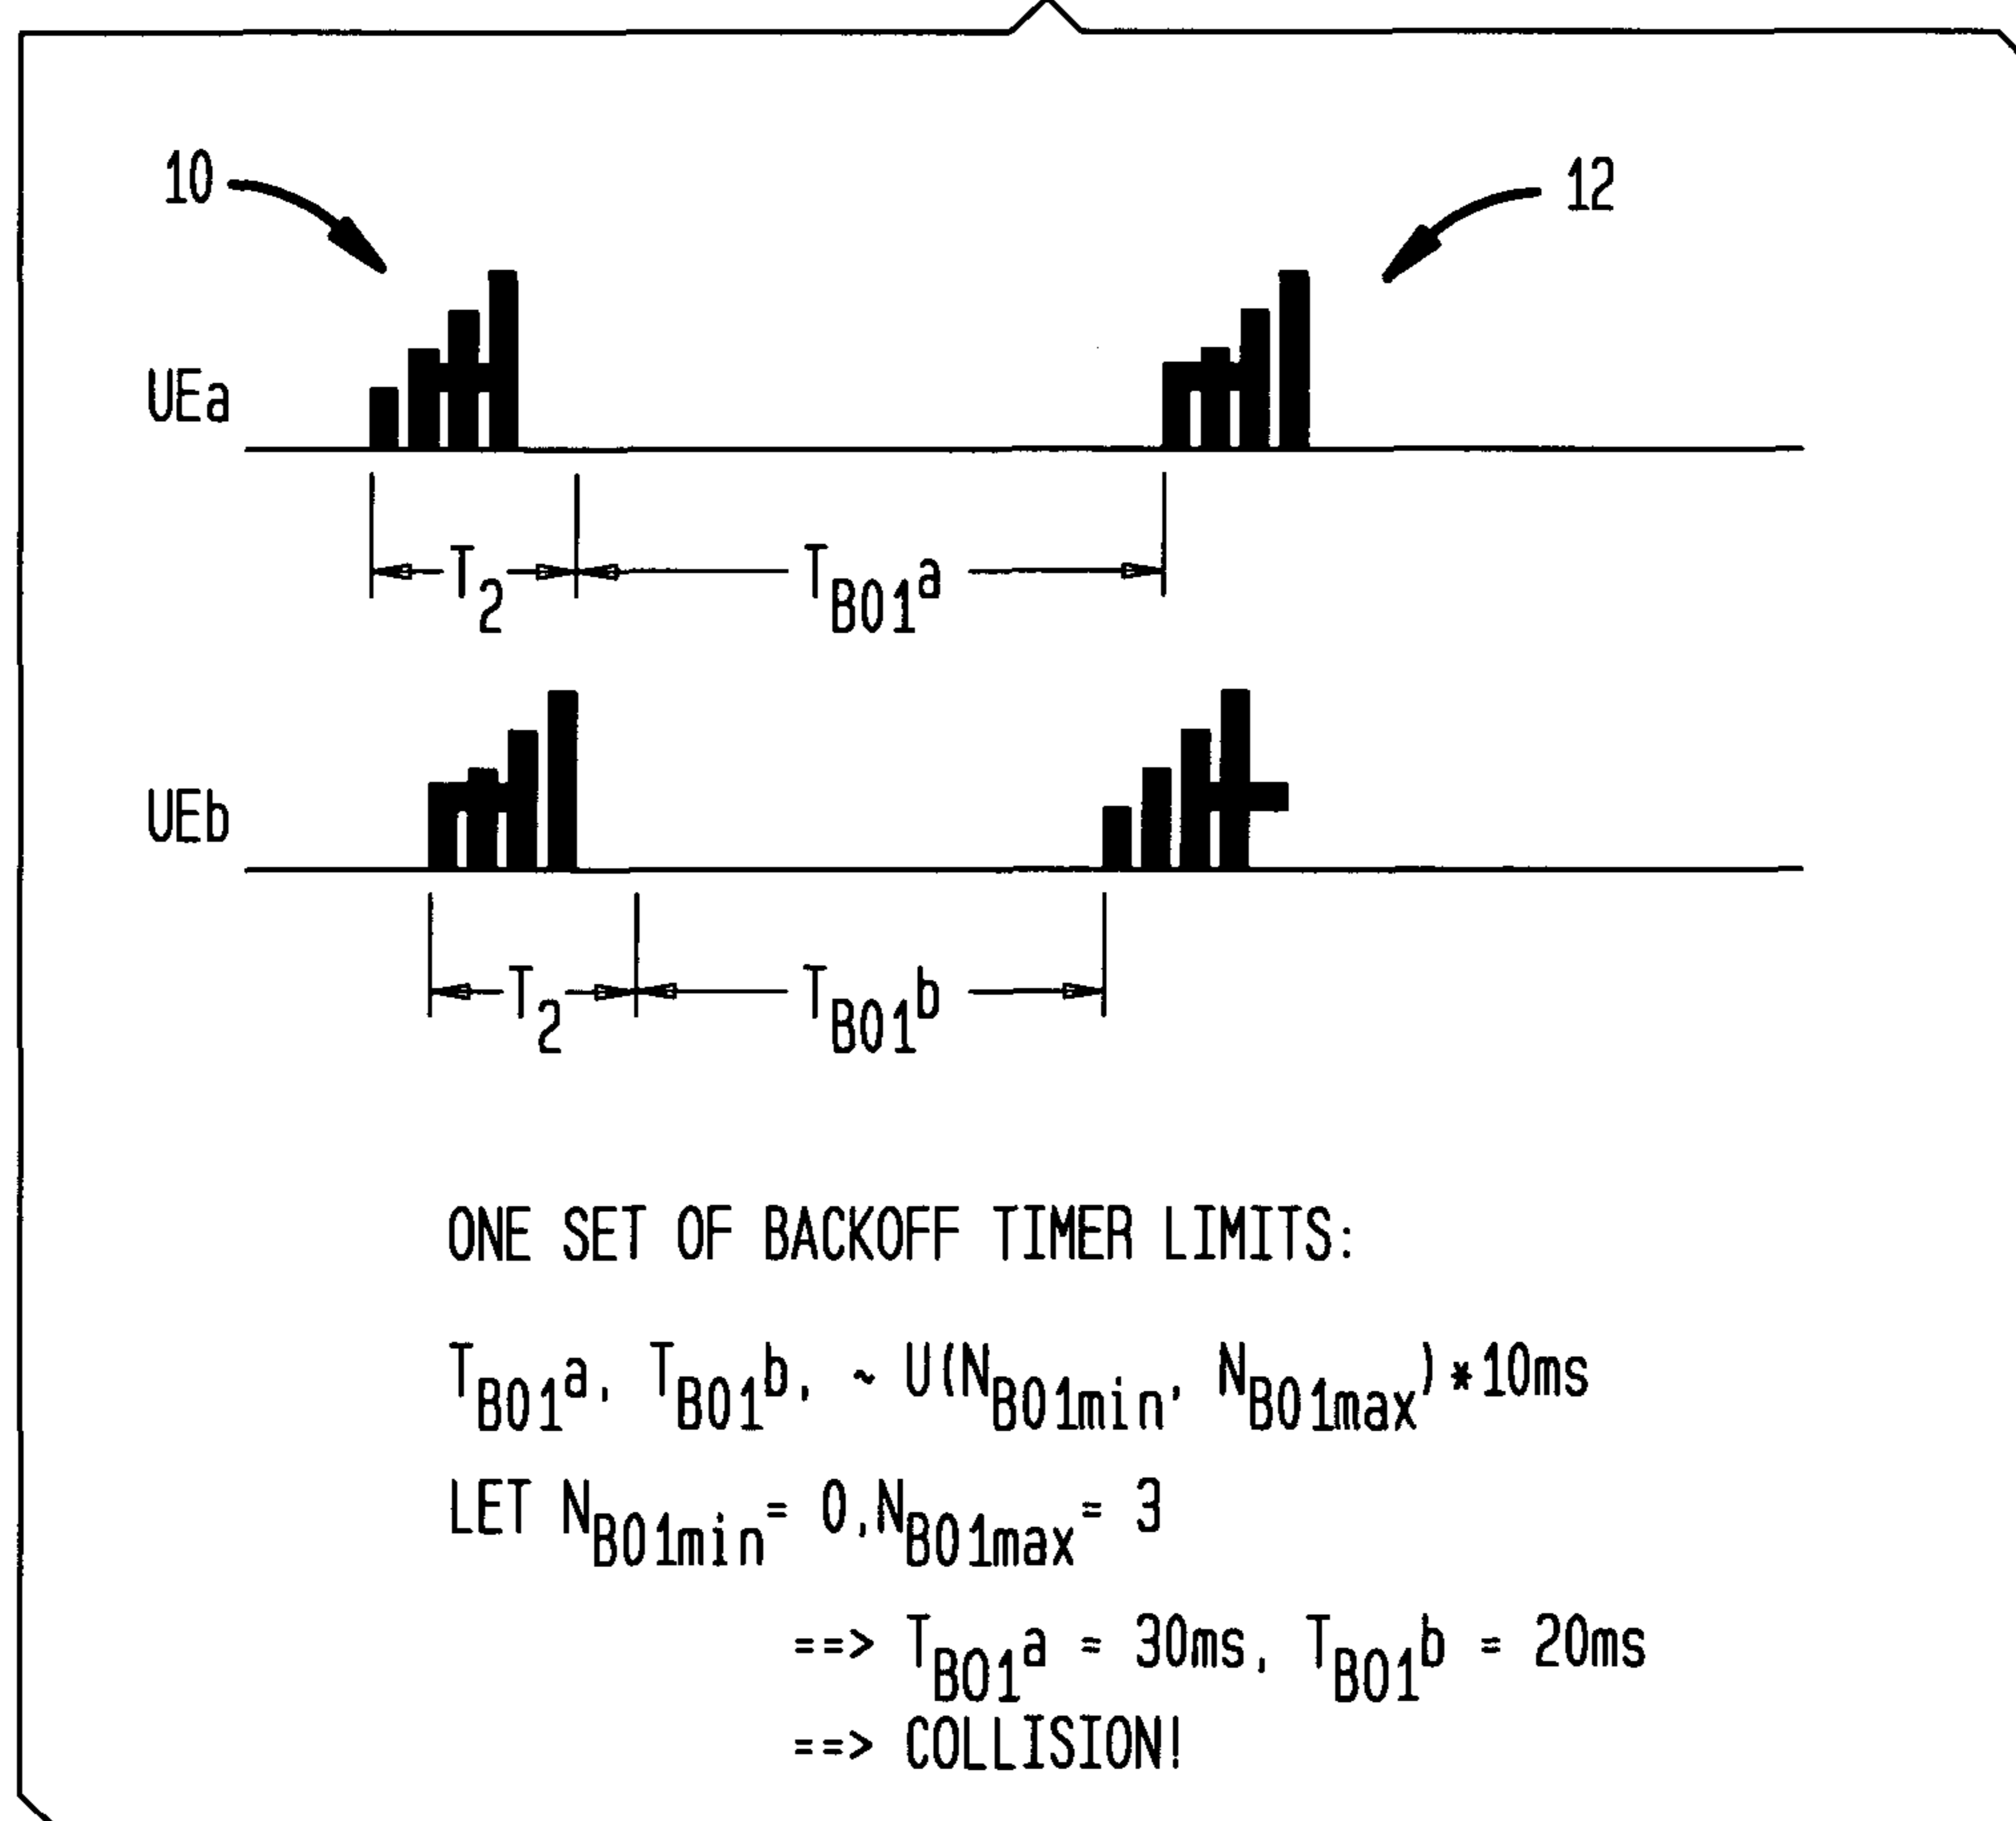 10
12
UEa
T2
TB01a
UEb
T2
TB01b
ONE SET OF BACKOFF TIMER LIMITS:
TB01a, TB01b, ~ U(NB01min, NB01max)*10ms
LET NB01min= 0,NB01max= 3
==> TB01a = 30ms, TB01b = 20ms
==> COLLISION!